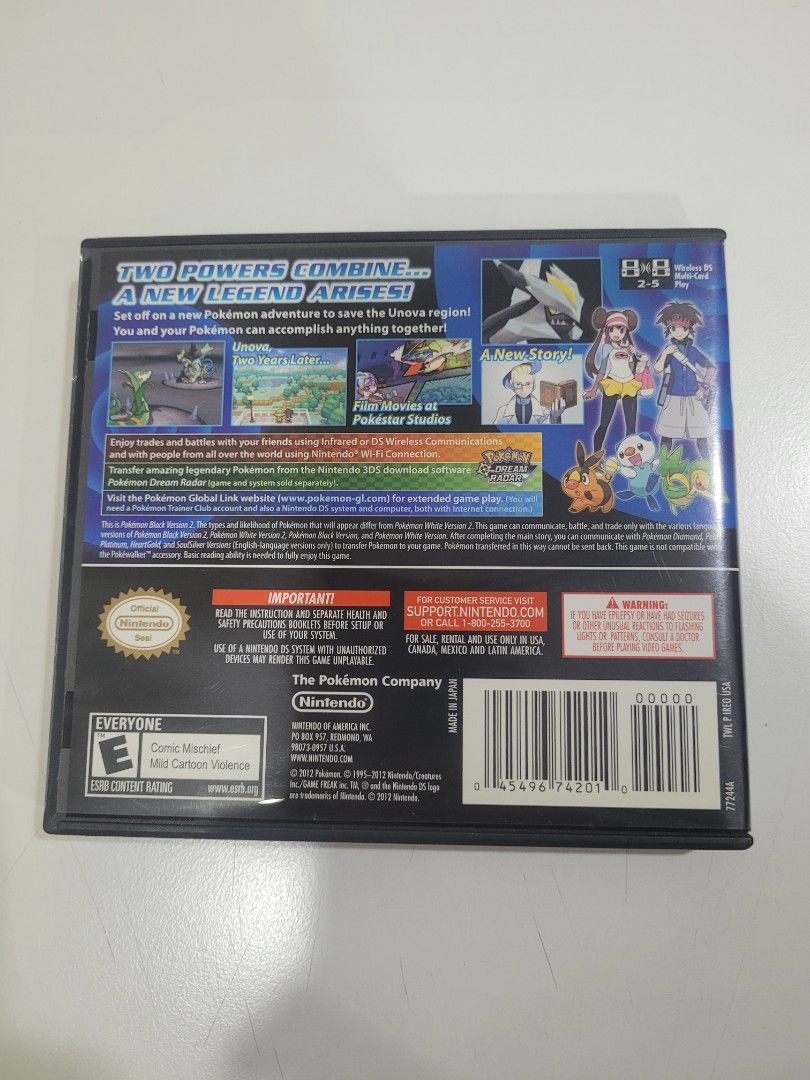 TWO POWERS COMBINE...
A NEW LEGEND ARISES!
Set off on a new Pokémon adventure to save the Unova region!
You and your Pokémon can accomplish anything together!
Wireless DS
Multi-Card
Play
2-5
Unova,
Two Years Later...
Film Movies at
Pokéstar Studios
A New Story!
Enjoy trades and battles with your friends using Infrared or DS Wireless Communications
and with people from all over the world using Nintendo® Wi-Fi Connection.
Transfer amazing legendary Pokémon from the Nintendo 3DS download software
Pokémon Dream Radar (game and system sold separately!).
POKÉMON
DREAM
RADAR
Visit the Pokémon Global Link website (www.pokemon-gl.com) for extended game play. (You will
need a Pokémon Trainer Club account and also a Nintendo DS system and computer, both with Internet connection.)
This is Pokémon Black Version 2. The types and likelihood of Pokémon that will appear differ from Pokémon White Version 2. This game can communicate, battle, and trade only with the various
versions of Pokémon Black Version 2, Pokémon White Version 2, Pokémon Black Version, and Pokémon White Version. After completing the main story, you can communicate with Pokémon Diamond,
Platinum, HeartGold, and SoulSilver Versions (English-language versions only) to transfer Pokémon to your game. Pokémon transferred in this way cannot be sent back. This game is not compatible
the Pokéwalker™ accessory. Basic reading ability is needed to fully enjoy this game.
Official
Nintendo
Seal
TM
IMPORTANT!
READ THE INSTRUCTION AND SEPARATE HEALTH AND
SAFETY PRECAUTIONS BOOKLETS BEFORE SETUP OR
USE OF YOUR SYSTEM.
USE OF A NINTENDO DS SYSTEM WITH UNAUTHORIZED
DEVICES MAY RENDER THIS GAME UNPLAYABLE.
FOR CUSTOMER SERVICE VISIT
SUPPORT.NINTENDO.COM
OR CALL 1-800-255-3700
FOR SALE, RENTAL AND USE ONLY IN USA,
CANADA, MEXICO AND LATIN AMERICA.
WARNING:
IF YOU HAVE EPILEPSY OR HAVE HAD SEIZURES
OR OTHER UNUSUAL REACTIONS TO FLASHING
LIGHTS OR PATTERNS, CONSULT A DOCTOR
BEFORE PLAYING VIDEO GAMES.
The Pokémon Company
Nintendo
NINTENDO OF AMERICA INC.
PO BOX 957, REDMOND, WA
98073-0957 U.S.A.
WWW.NINTENDO.COM
© 2012 Pokémon. © 1995–2012 Nintendo/Creatures
Inc./GAME FREAK inc. TM, ® and the Nintendo DS logo
are trademarks of Nintendo. © 2012 Nintendo.
EVERYONE
E
TM
Comic Mischief
Mild Cartoon Violence
ESRB CONTENT RATING www.esrb.org
MADE IN JAPAN
00000
0 45496 74201 0
TWL P IRED USA
77244A